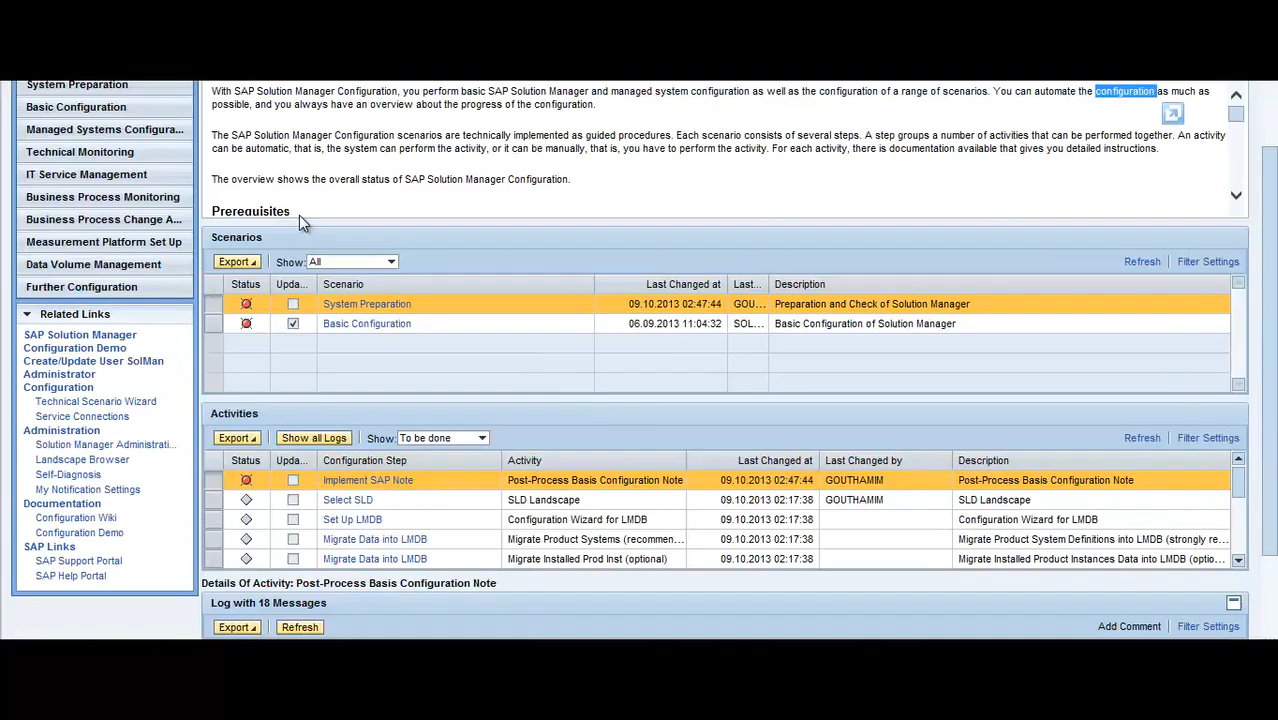 System Preparation
Basic Configuration
Managed Systems Configura...
Technical Monitoring
IT Service Management
Business Process Monitoring
Business Process Change A...
Measurement Platform Set Up
Data Volume Management
Further Configuration
Related Links
SAP Solution Manager
Configuration Demo
Create/Update User SolMan
Administrator
Configuration
Technical Scenario Wizard
Service Connections
Administration
Solution Manager Administrati...
Landscape Browser
Self-Diagnosis
My Notification Settings
Documentation
Configuration Wiki
Configuration Demo
SAP Links
SAP Support Portal
SAP Help Portal
With SAP Solution Manager Configuration, you perform basic SAP Solution Manager and managed system configuration as well as the configuration of a range of scenarios. You can automate the configuration as much as
possible, and you always have an overview about the progress of the configuration.
The SAP Solution Manager Configuration scenarios are technically implemented as guided procedures. Each scenario consists of several steps. A step groups a number of activities that can be performed together. An activity
can be automatic, that is, the system can perform the activity, or it can be manually, that is, you have to perform the activity. For each activity, there is documentation available that gives you detailed instructions.
The overview shows the overall status of SAP Solution Manager Configuration.
Prerequisites
Scenarios
Export Show: All Refresh Filter Settings
Status Upda... Scenario Last Changed at Last... Description
System Preparation 09.10.2013 02:47:44 GOU... Preparation and Check of Solution Manager
Basic Configuration 06.09.2013 11:04:32 SOL... Basic Configuration of Solution Manager
Activities
Export Show all Logs Show: To be done Refresh Filter Settings
Status Upda... Configuration Step Activity Last Changed at Last Changed by Description
Implement SAP Note Post-Process Basis Configuration Note 09.10.2013 02:47:44 GOUTHAMIM Post-Process Basis Configuration Note
Select SLD SLD Landscape 09.10.2013 02:17:38 GOUTHAMIM SLD Landscape
Set Up LMDB Configuration Wizard for LMDB 09.10.2013 02:17:38 Configuration Wizard for LMDB
Migrate Data into LMDB Migrate Product Systems (recommen... 09.10.2013 02:17:38 Migrate Product System Definitions into LMDB (strongly re...
Migrate Data into LMDB Migrate Installed Prod Inst (optional) 09.10.2013 02:17:38 Migrate Installed Product Instances Data into LMDB (optio...
Details Of Activity: Post-Process Basis Configuration Note
Log with 18 Messages
Export Refresh Add Comment Filter Settings